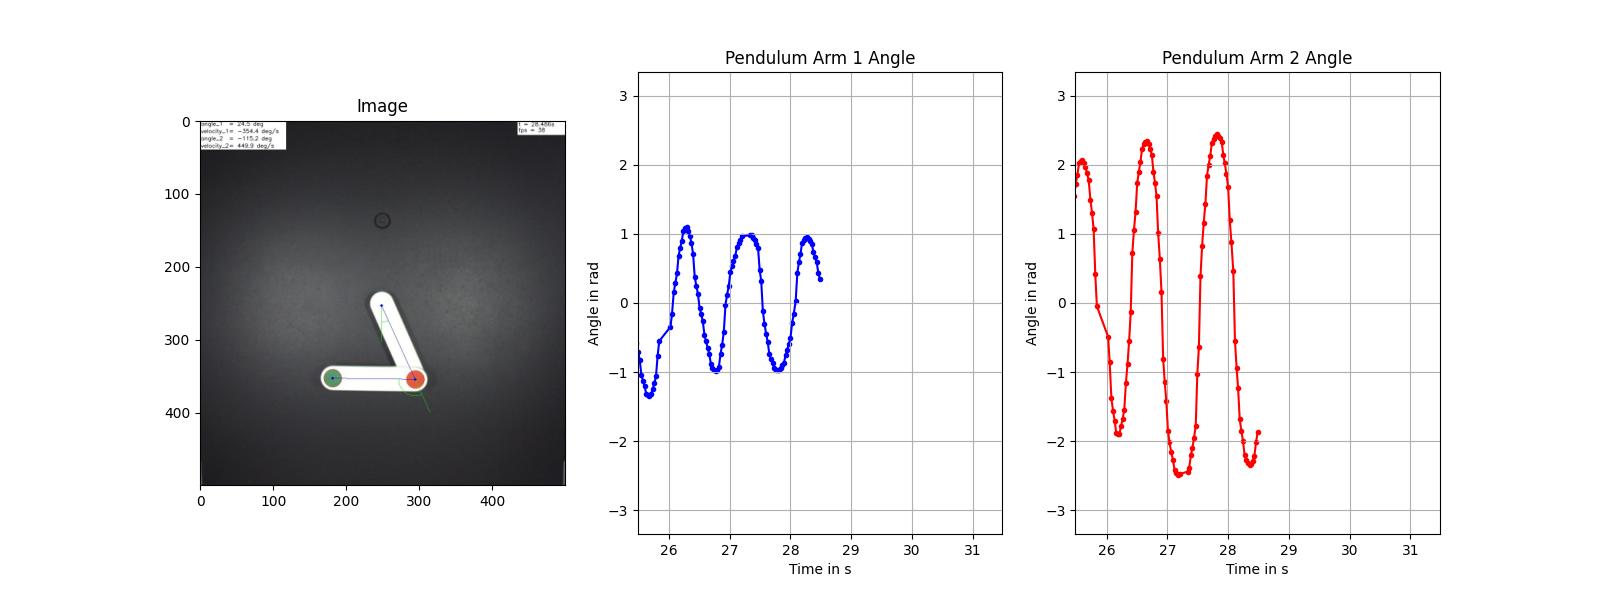 Image
angle_1 = 24.5 deg
velocity_1= -354.4 deg/s
angle_2 = -115.2 deg
velocity_2= 449.9 deg/s
t = 28.486s
fps = 38
0
100
200
300
400
0 100 200 300 400
Pendulum Arm 1 Angle
Angle in rad
3
2
1
0
−1
−2
−3
26 27 28 29 30 31
Time in s
Pendulum Arm 2 Angle
Angle in rad
3
2
1
0
−1
−2
−3
26 27 28 29 30 31
Time in s